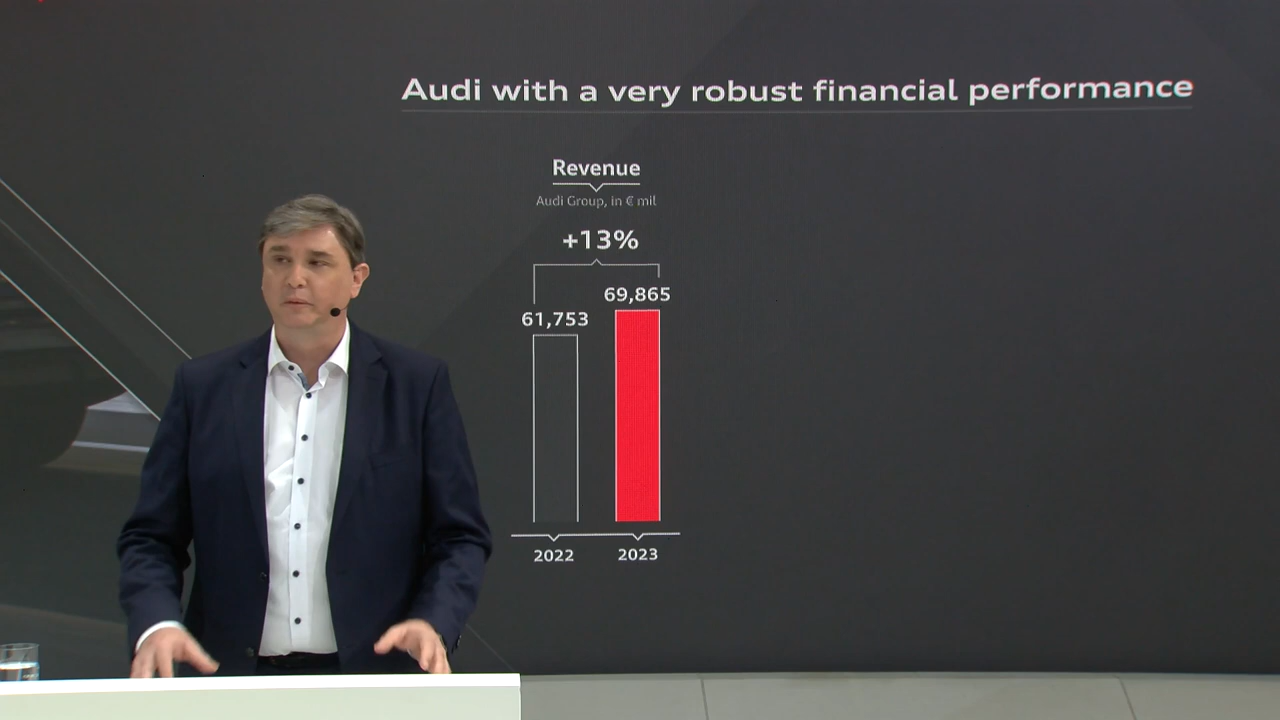 Audi with a very robust financial performance
Revenue
Audi Group, in € mil
+13%
69,865
61,753
2022
2023